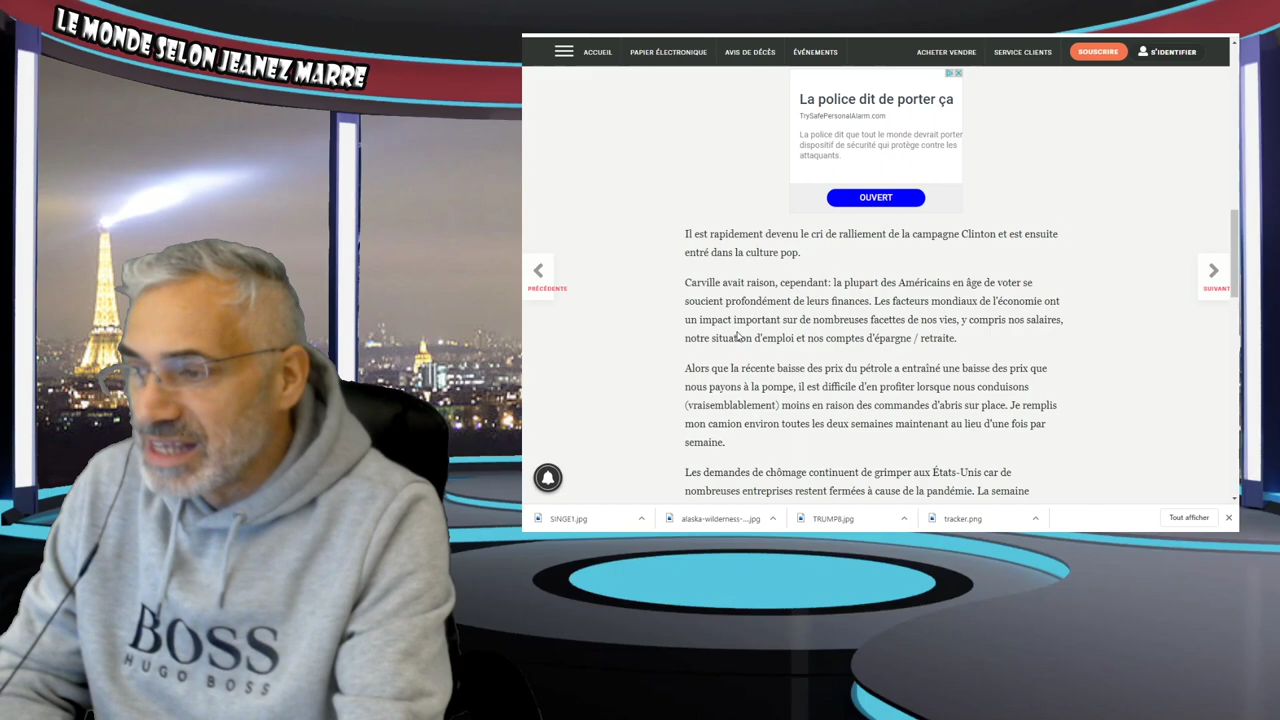 LE MONDE SELON JEANEZ MARRE
ACCUEIL PAPIER ÉLECTRONIQUE AVIS DE DÉCÈS ÉVÉNEMENTS ACHETER VENDRE SERVICE CLIENTS SOUSCRIRE S'IDENTIFIER
La police dit de porter ça
TrySafePersonalAlarm.com
La police dit que tout le monde devrait porter
dispositif de sécurité qui protège contre les
attaquants.
OUVERT
Il est rapidement devenu le cri de ralliement de la campagne Clinton et est ensuite
entré dans la culture pop.
PRÉCÉDENTE
SUIVANT
Carville avait raison, cependant: la plupart des Américains en âge de voter se
soucient profondément de leurs finances. Les facteurs mondiaux de l'économie ont
un impact important sur de nombreuses facettes de nos vies, y compris nos salaires,
notre situation d'emploi et nos comptes d'épargne / retraite.
Alors que la récente baisse des prix du pétrole a entraîné une baisse des prix que
nous payons à la pompe, il est difficile d'en profiter lorsque nous conduisons
(vraisemblablement) moins en raison des commandes d'abris sur place. Je remplis
mon camion environ toutes les deux semaines maintenant au lieu d'une fois par
semaine.
Les demandes de chômage continuent de grimper aux États-Unis car de
nombreuses entreprises restent fermées à cause de la pandémie. La semaine
SINGE1.jpg alaska-wilderness-...jpg TRUMP8.jpg tracker.png Tout afficher
BOSS
HUGO BOSS